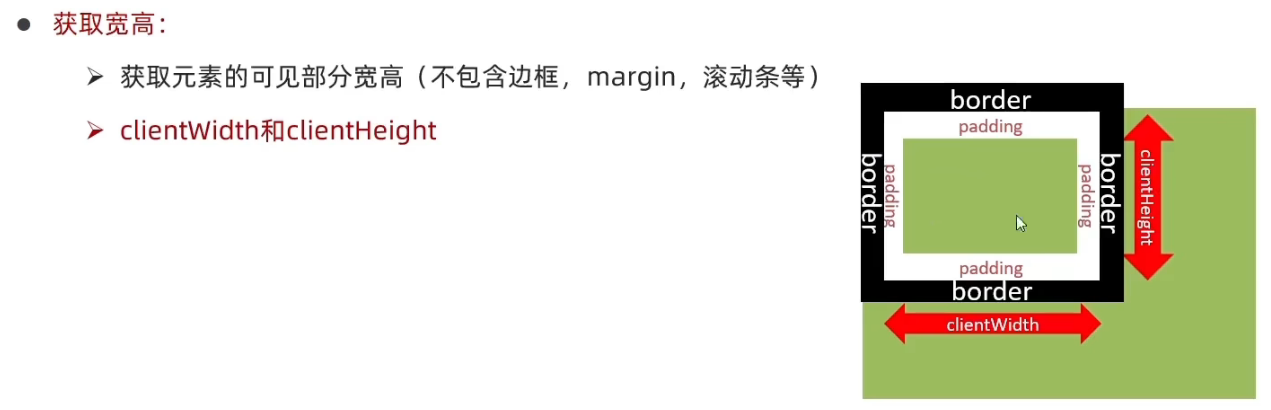 获取宽高：
获取元素的可见部分宽高（不包含边框，margin，滚动条等）
clientWidth和clientHeight
border
padding
border
padding
padding
border
clientHeight
padding
border
clientWidth